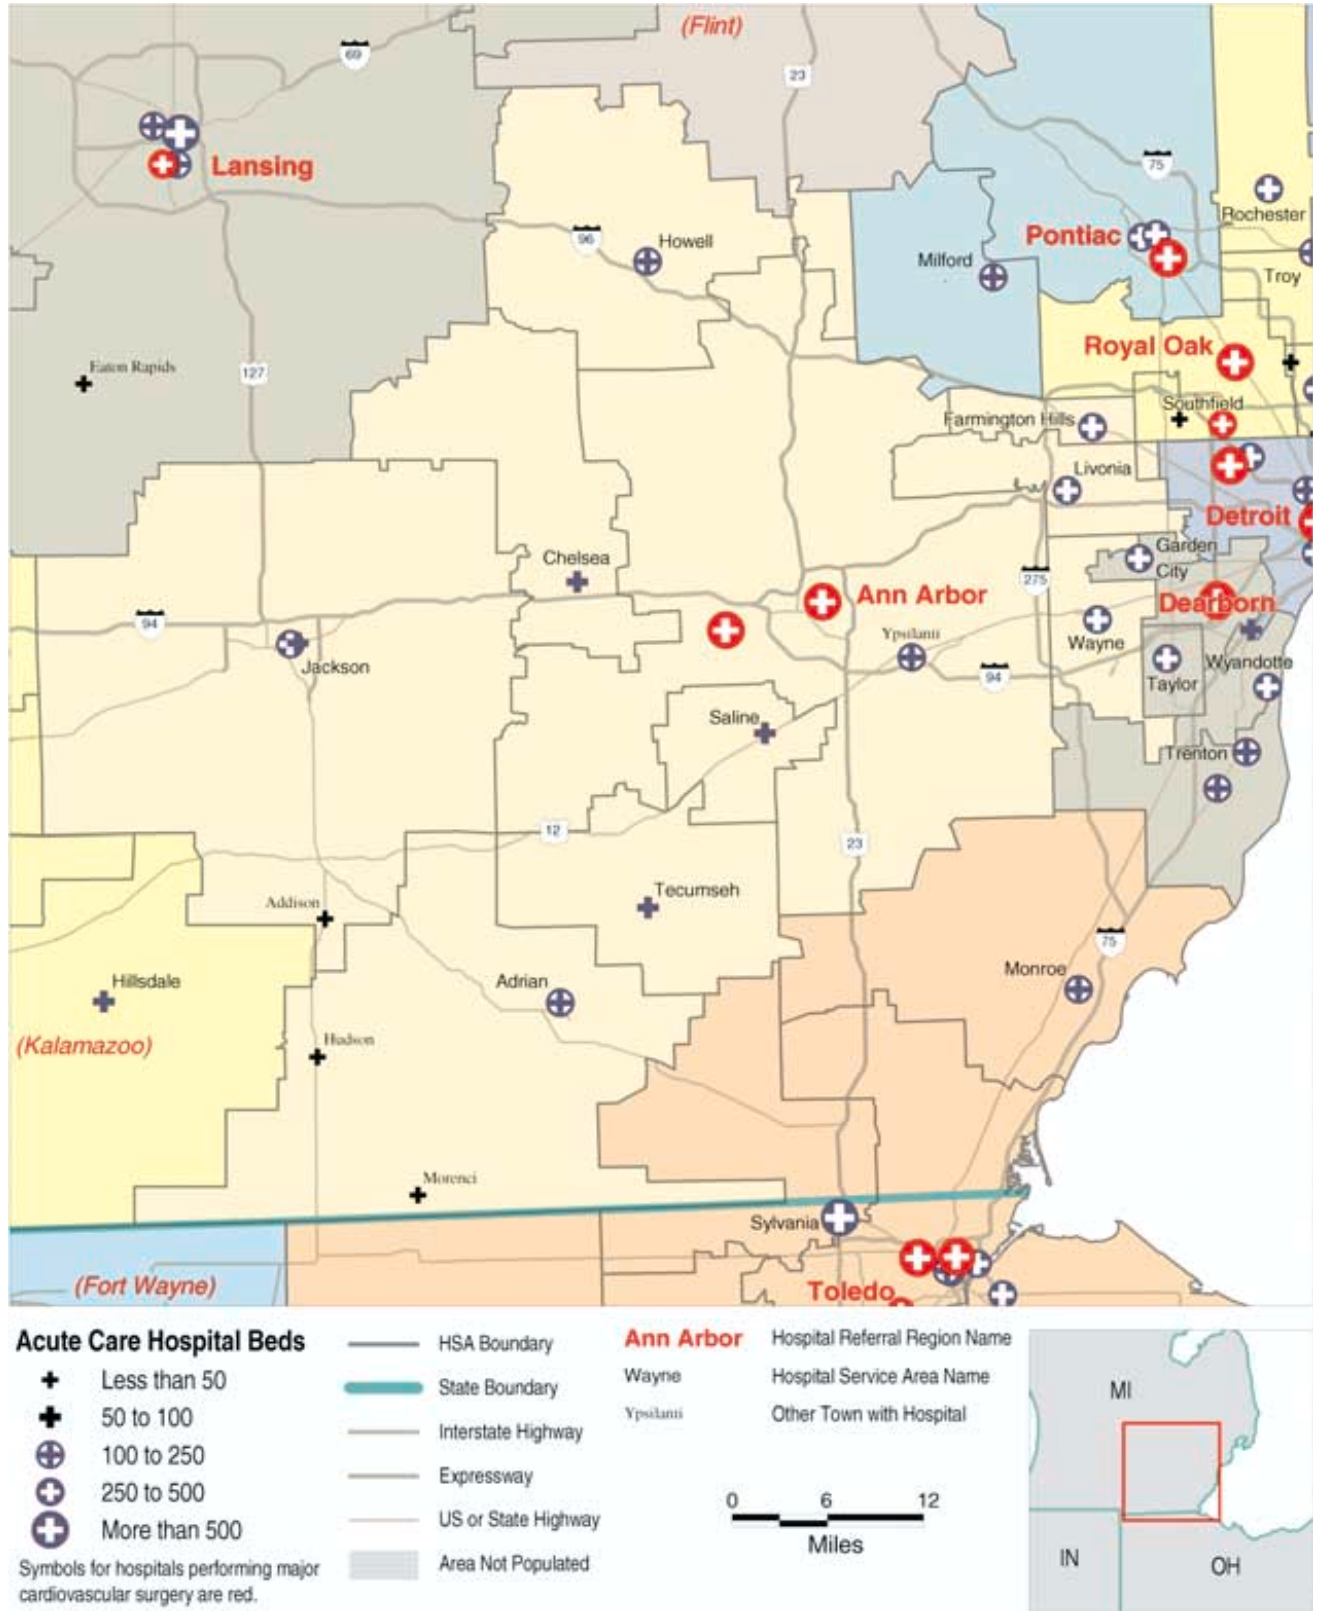 (Flint)
69
23
75
Lansing
Rochester
Pontiac
96
Howell
Milford
Troy
Royal Oak
Eaton Rapids
127
Southfield
Farmington Hills
Livonia
Detroit
Chelsea
Garden
City
275
Ann Arbor
Dearborn
94
Ypsilanti
Wayne
Jackson
94
Wyandotte
Taylor
Saline
Trenton
12
23
Tecumseh
Addison
75
Monroe
Hillsdale
Adrian
(Kalamazoo)
Hudson
Morenci
Sylvania
(Fort Wayne)
Toledo
Acute Care Hospital Beds
Less than 50
50 to 100
100 to 250
250 to 500
More than 500
Symbols for hospitals performing major
cardiovascular surgery are red.
HSA Boundary
State Boundary
Interstate Highway
Expressway
US or State Highway
Area Not Populated
Ann Arbor Hospital Referral Region Name
Wayne Hospital Service Area Name
Ypsilanti Other Town with Hospital
0 6 12
Miles
MI
IN
OH